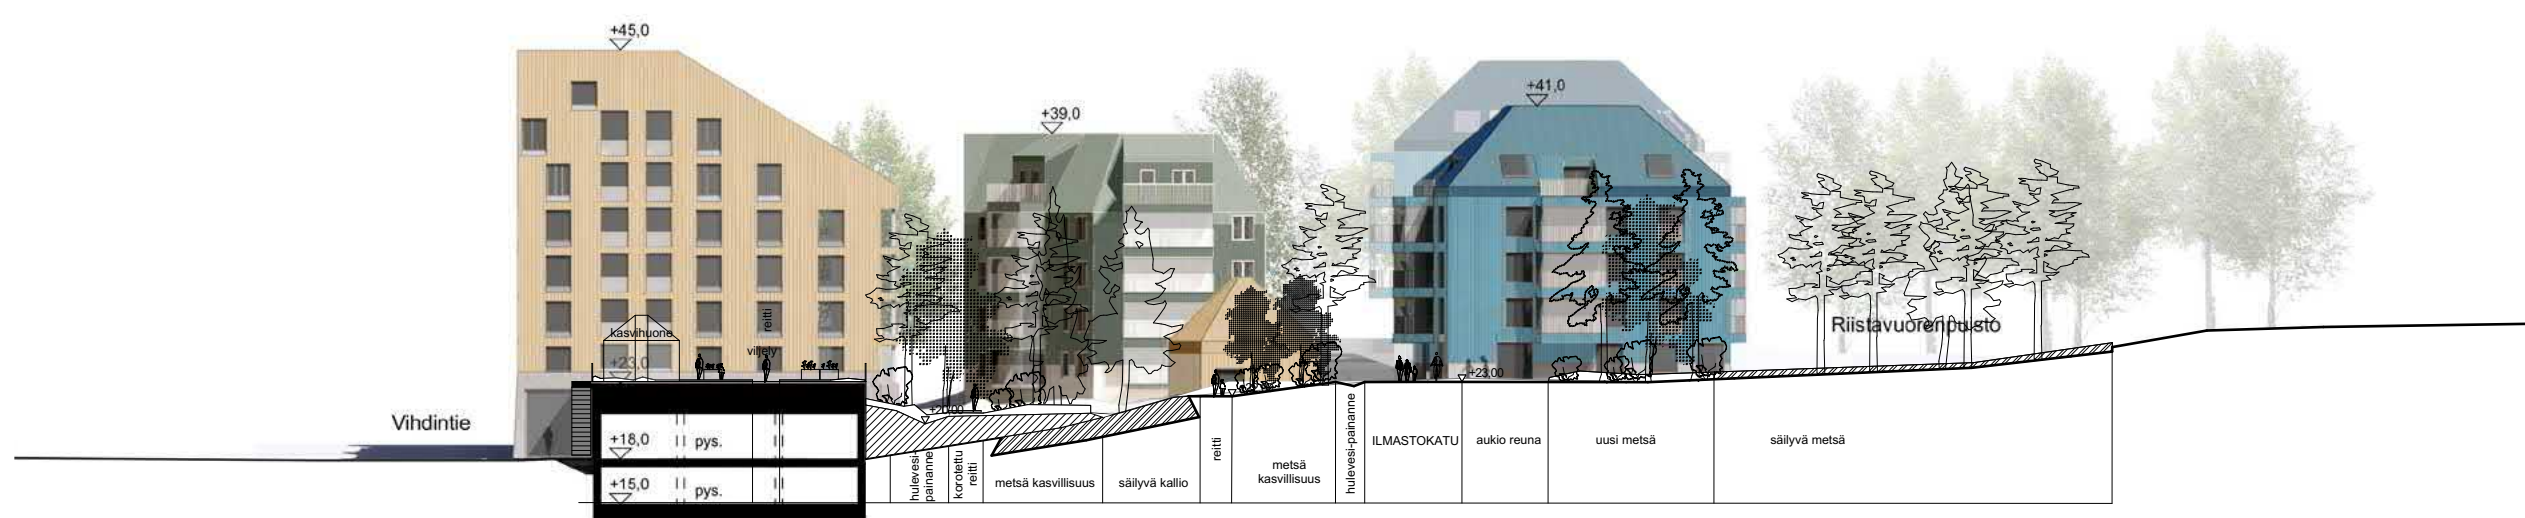 +45,0
+39,0
+41,0
kasvihuone
reitti
viljely
+23,0
Riistavuorenpuisto
+23,00
+20,00
Vihdintie
+18,0
pys.
+15,0
pys.
hulevesi-
painanne
korotettu
reitti
metsä kasvillisuus
säilyvä kallio
reitti
metsä
kasvillisuus
hulevesi-painanne
ILMASTOKATU
aukio reuna
uusi metsä
säilyvä metsä